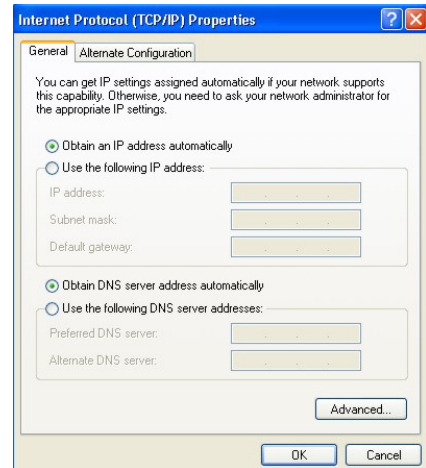 Internet Protocol (TCP/IP) Properties
General
Alternate Configuration
You can get IP settings assigned automatically if your network supports
this capability. Otherwise, you need to ask your network administrator for
the appropriate IP settings.
Obtain an IP address automatically
Use the following IP address:
IP address:
Subnet mask:
Default gateway:
Obtain DNS server address automatically
Use the following DNS server addresses:
Preferred DNS server:
Alternate DNS server:
Advanced...
OK
Cancel